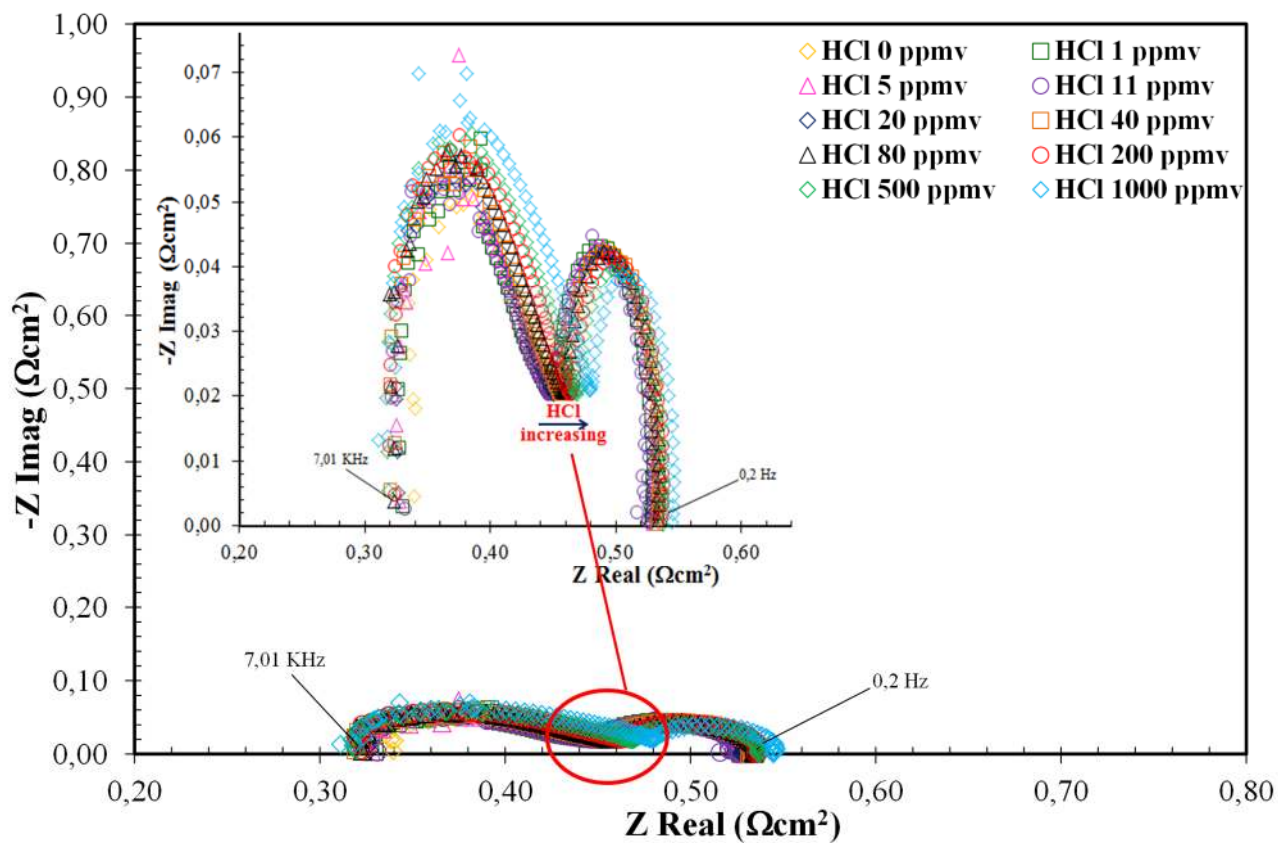 1,00
0,90
0,80
0,70
0,60
0,50
0,40
0,30
0,20
0,10
0,00
-Z Imag (Ωcm²)
0,20
0,30
0,40
0,50
0,60
0,70
0,80
Z Real (Ωcm²)
HCl 0 ppmv
HCl 1 ppmv
HCl 5 ppmv
HCl 11 ppmv
HCl 20 ppmv
HCl 40 ppmv
HCl 80 ppmv
HCl 200 ppmv
HCl 500 ppmv
HCl 1000 ppmv
0,07
0,06
0,05
0,04
0,03
0,02
0,01
0,00
-Z Imag (Ωcm²)
0,20
0,30
0,40
0,50
0,60
Z Real (Ωcm²)
HCl
increasing
7,01 KHz
0,2 Hz
7,01 KHz
0,2 Hz